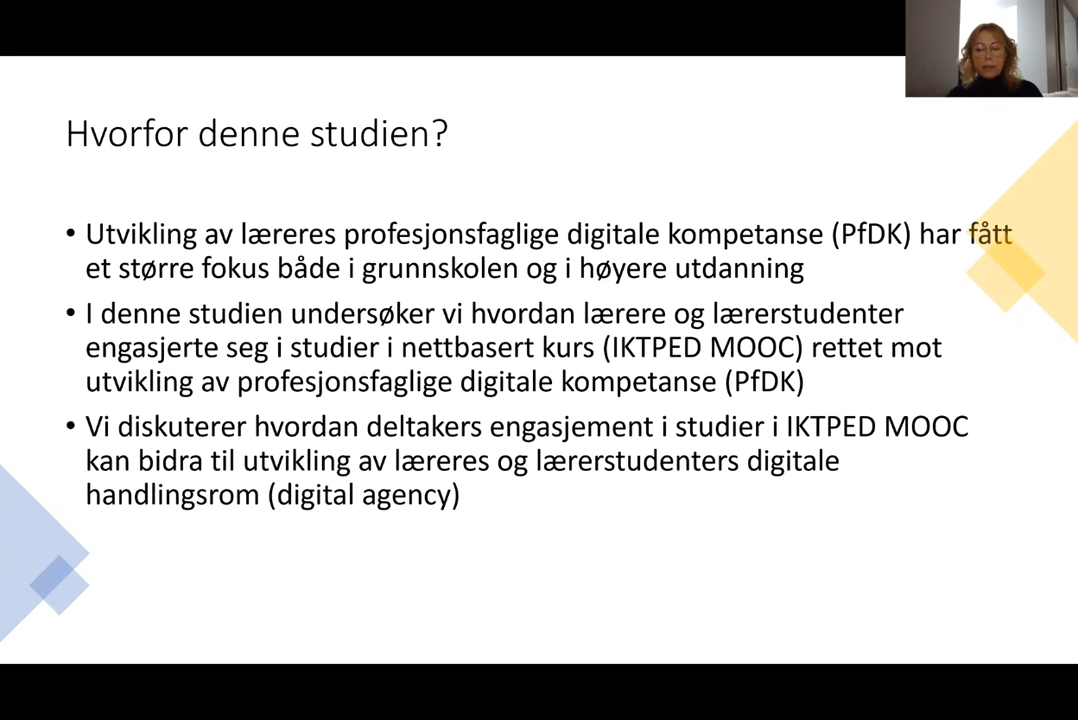 Hvorfor denne studien?
• Utvikling av læreres profesjonsfaglige digitale kompetanse (PfDK) har fått
et større fokus både i grunnskolen og i høyere utdanning
• I denne studien undersøker vi hvordan lærere og lærerstudenter
engasjerte seg i studier i nettbasert kurs (IKTPED MOOC) rettet mot
utvikling av profesjonsfaglige digitale kompetanse (PfDK)
• Vi diskuterer hvordan deltakers engasjement i studier i IKTPED MOOC
kan bidra til utvikling av læreres og lærerstudenters digitale
handlingsrom (digital agency)